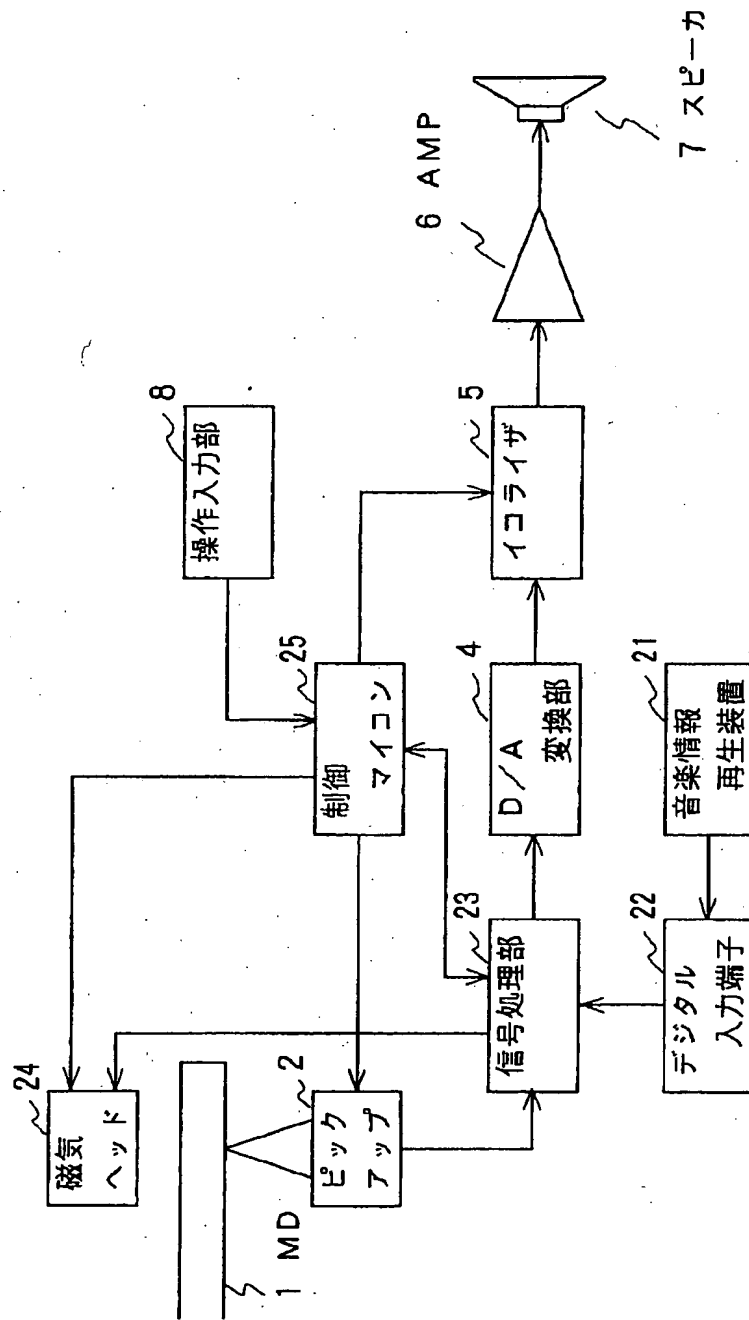 24
磁気
ヘッド
1 MD
2
ピック
アップ
8
操作入力部
25
制御
マイコン
23
信号処理部
4
D/A
変換部
5
イコライザ
6 AMP
7 スピーカ
22
デジタル
入力端子
21
音楽情報
再生装置